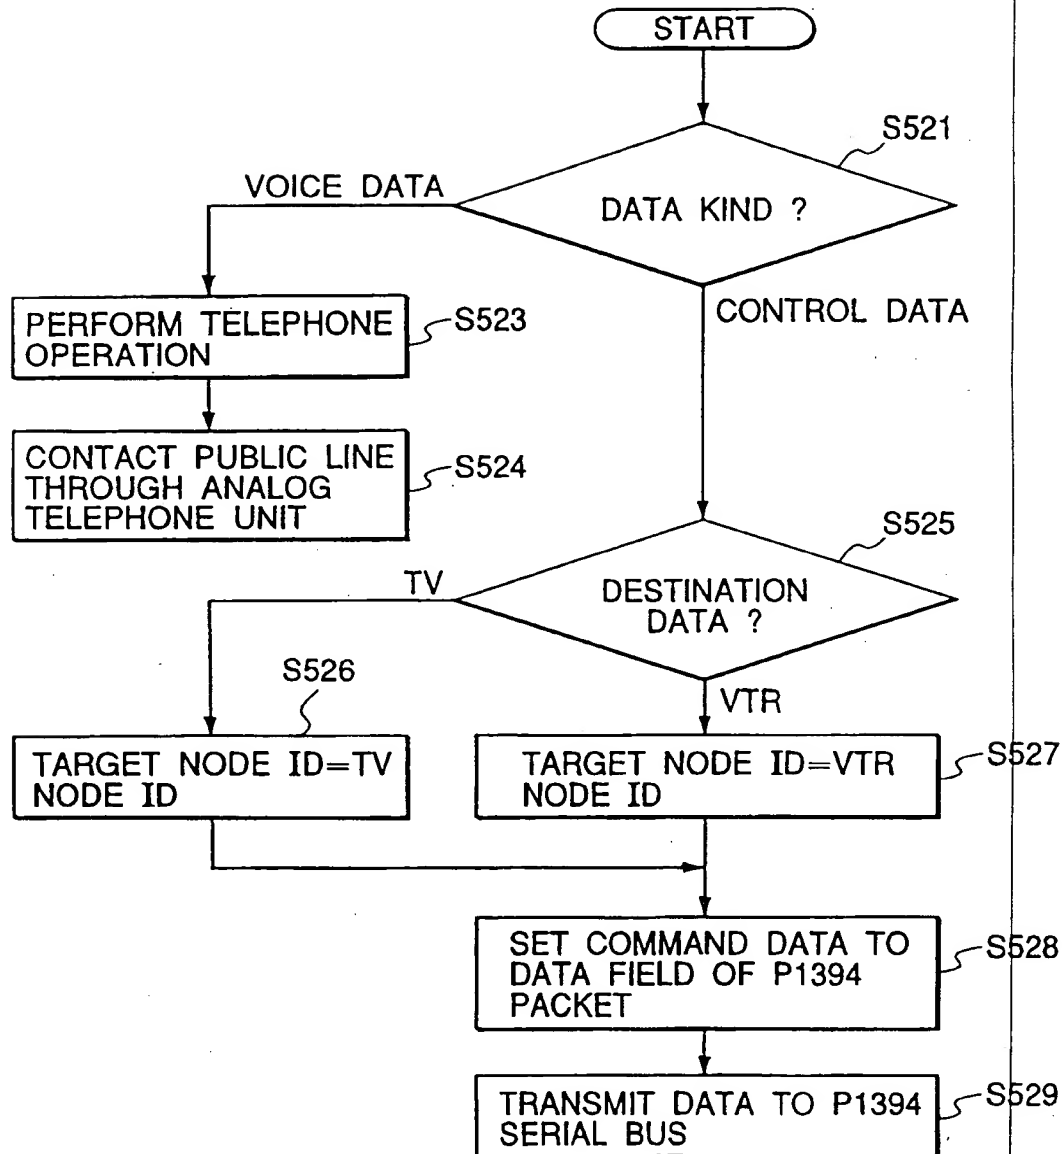 START
S521
VOICE DATA
DATA KIND ?
CONTROL DATA
PERFORM TELEPHONE
OPERATION
S523
CONTACT PUBLIC LINE
THROUGH ANALOG
TELEPHONE UNIT
S524
S525
TV
DESTINATION
DATA ?
S526
VTR
TARGET NODE ID=TV
NODE ID
TARGET NODE ID=VTR
NODE ID
S527
SET COMMAND DATA TO
DATA FIELD OF P1394
PACKET
S528
TRANSMIT DATA TO P1394
SERIAL BUS
S529